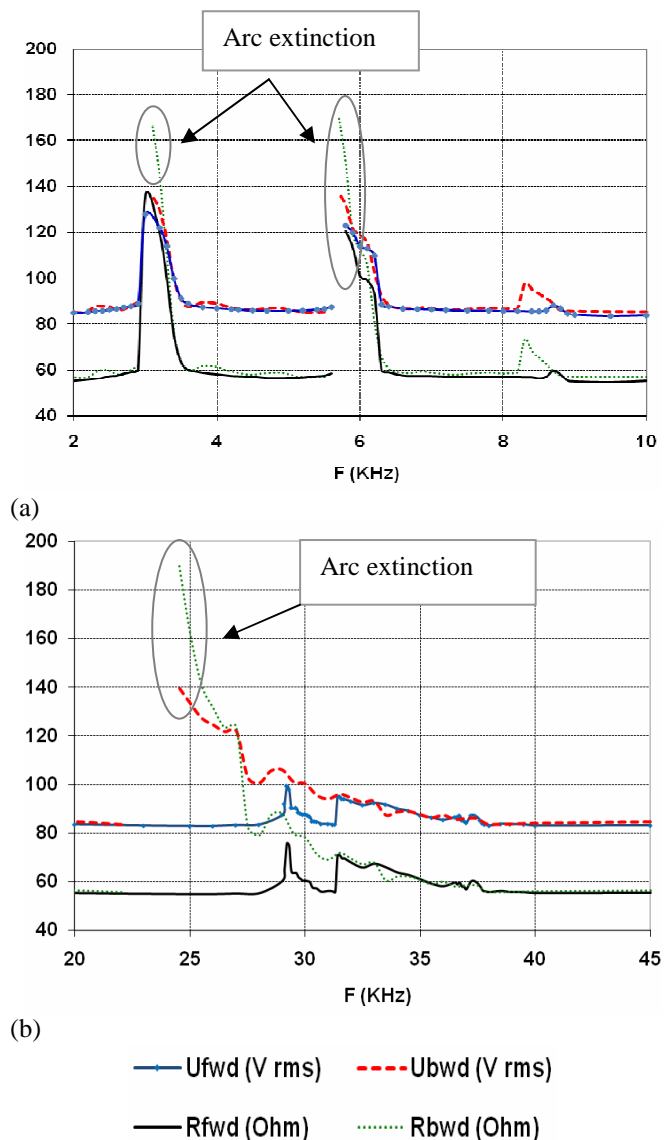 Arc extinction
200
180
160
140
120
100
80
60
40
2 4 6 8 10
F (KHz)
(a)
200
180
160
140
120
100
80
60
40
Arc extinction
20 25 30 35 40 45
F (KHz)
(b)
Ufwd (V rms) Ubwd (V rms)
Rfwd (Ohm) Rbwd (Ohm)